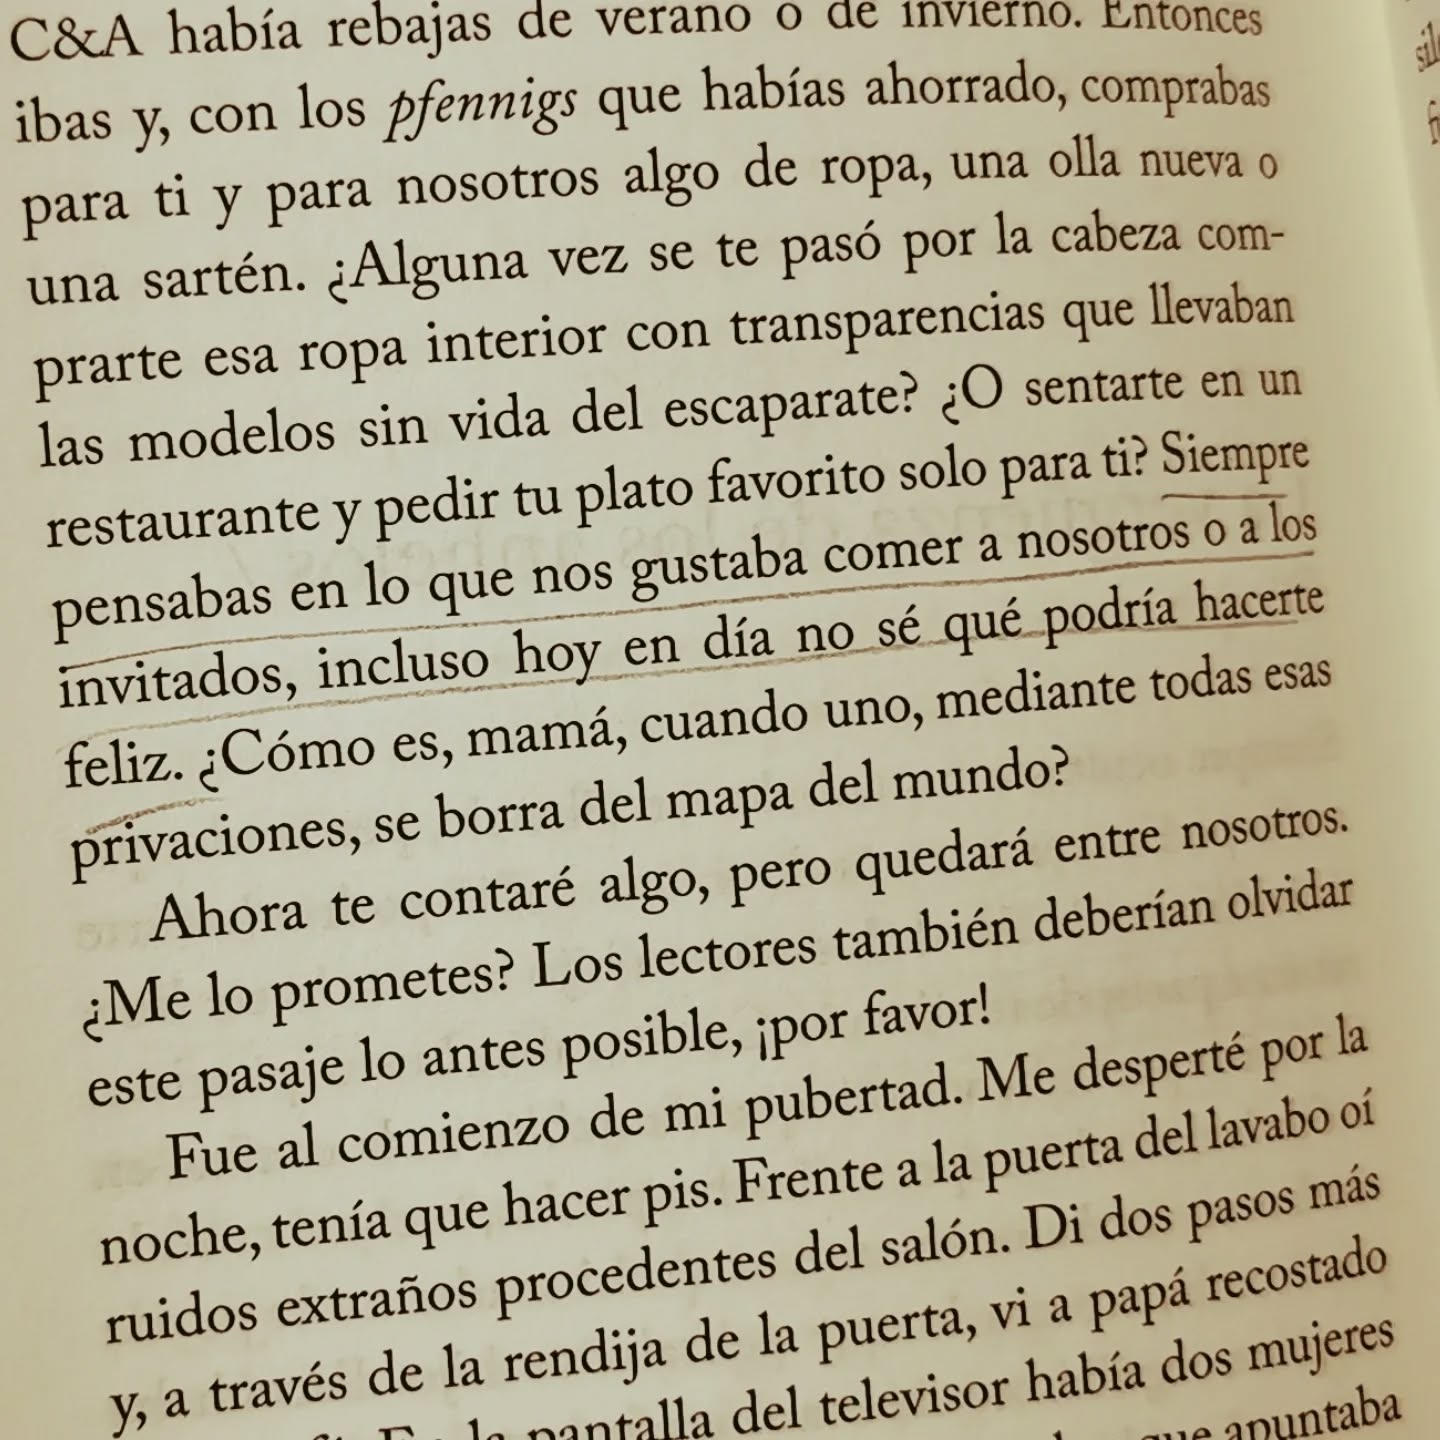 C&A había rebajas de verano o de invierno. Entonces
ibas y, con los pfennigs que habías ahorrado, comprabas
para ti y para nosotros algo de ropa, una olla nueva o
una sartén. ¿Alguna vez se te pasó por la cabeza com-
prarte esa ropa interior con transparencias que llevaban
las modelos sin vida del escaparate? ¿O sentarte en un
restaurante y pedir tu plato favorito solo para ti? Siempre
pensabas en lo que nos gustaba comer a nosotros o a los
invitados, incluso hoy en día no sé qué podría hacerte
feliz. ¿Cómo es, mamá, cuando uno, mediante todas esas
privaciones, se borra del mapa del mundo?
Ahora te contaré algo, pero quedará entre nosotros.
¿Me lo prometes? Los lectores también deberían olvidar
este pasaje lo antes posible, ¡por favor!
Fue al comienzo de mi pubertad. Me desperté por la
noche, tenía que hacer pis. Frente a la puerta del lavabo oí
ruidos extraños procedentes del salón. Di dos pasos más
y, a través de la rendija de la puerta, vi a papá recostado
la pantalla del televisor había dos mujeres
que apuntaba